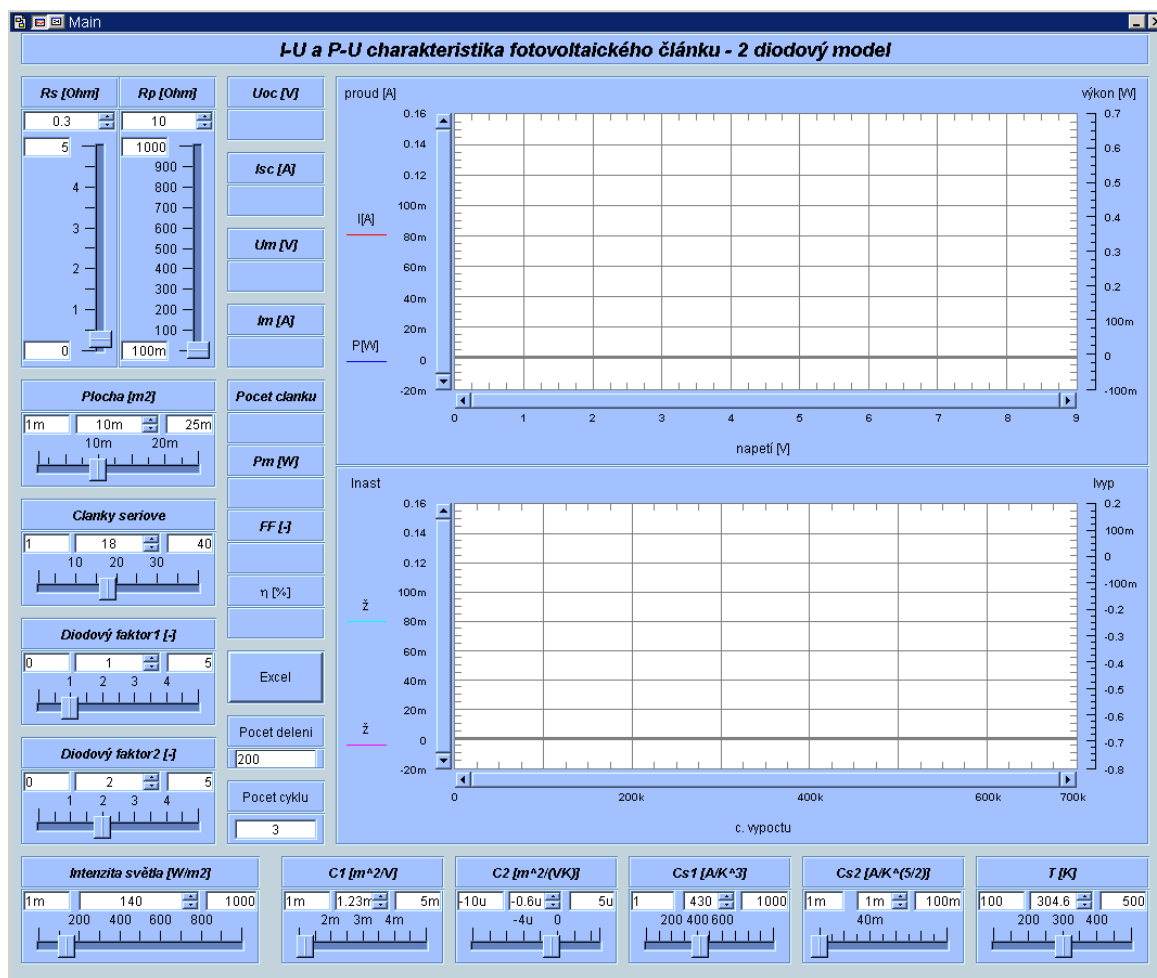 Main
I-U a P-U charakteristika fotovoltaického článku - 2 diodový model
Rs [Ohm]
0.3
5
4
3
2
1
0
Rp [Ohm]
10
1000
900
800
700
600
500
400
300
200
100
100m
Plocha [m2]
1m 10m 25m
10m 20m
Clanky seriove
1 18 40
10 20 30
Diodový faktor1 [-]
0 1 5
1 2 3 4
Diodový faktor2 [-]
0 2 5
1 2 3 4
Uoc [V]
Isc [A]
Um [V]
Im [A]
Pocet clanku
Pm [W]
FF [-]
η [%]
Excel
Pocet deleni
200
Pocet cyklu
3
proud [A]
výkon [W]
I[A]
P[W]
0.16
0.14
0.12
100m
80m
60m
40m
20m
0
-20m
0.7
0.6
0.5
0.4
0.3
0.2
100m
0
-100m
0 1 2 3 4 5 6 7 8 9
napetí [V]
Inast
Ivyp
ž
ž
0.16
0.14
0.12
100m
80m
60m
40m
20m
0
-20m
0.2
100m
0
-100m
-0.2
-0.3
-0.4
-0.5
-0.6
-0.7
-0.8
0 200k 400k 600k 700k
c. vypoctu
Intenzita světla [W/m2]
1m 140 1000
200 400 600 800
C1 [m^2/V]
1m 1.23m 5m
2m 3m 4m
C2 [m^2/(VK)]
-10u -0.6u 5u
-4u 0
Cs1 [A/K^3]
1 430 1000
200 400 600
Cs2 [A/K^(5/2)]
1m 1m 100m
40m
T [K]
100 304.6 500
200 300 400